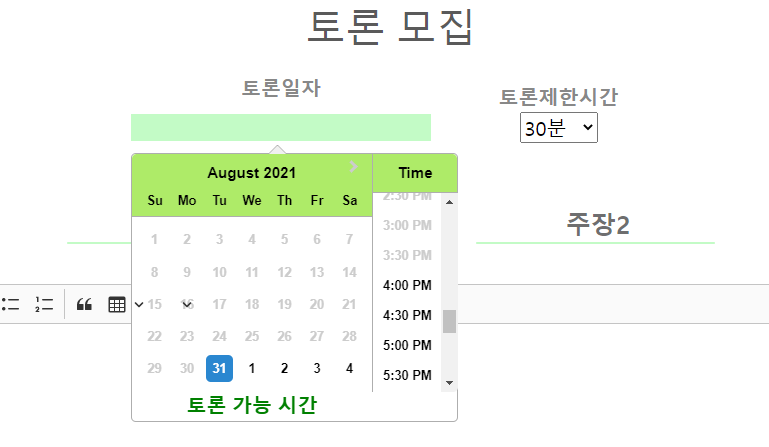 토론 모집
토론일자
토론제한시간
30분
August 2021
Time
Su Mo Tu We Th Fr Sa
1 2 3 4 5 6 7
8 9 10 11 12 13 14
15 16 17 18 19 20 21
22 23 24 25 26 27 28
29 30 31 1 2 3 4
2:30 PM
3:00 PM
3:30 PM
4:00 PM
4:30 PM
5:00 PM
5:30 PM
토론 가능 시간
주장2